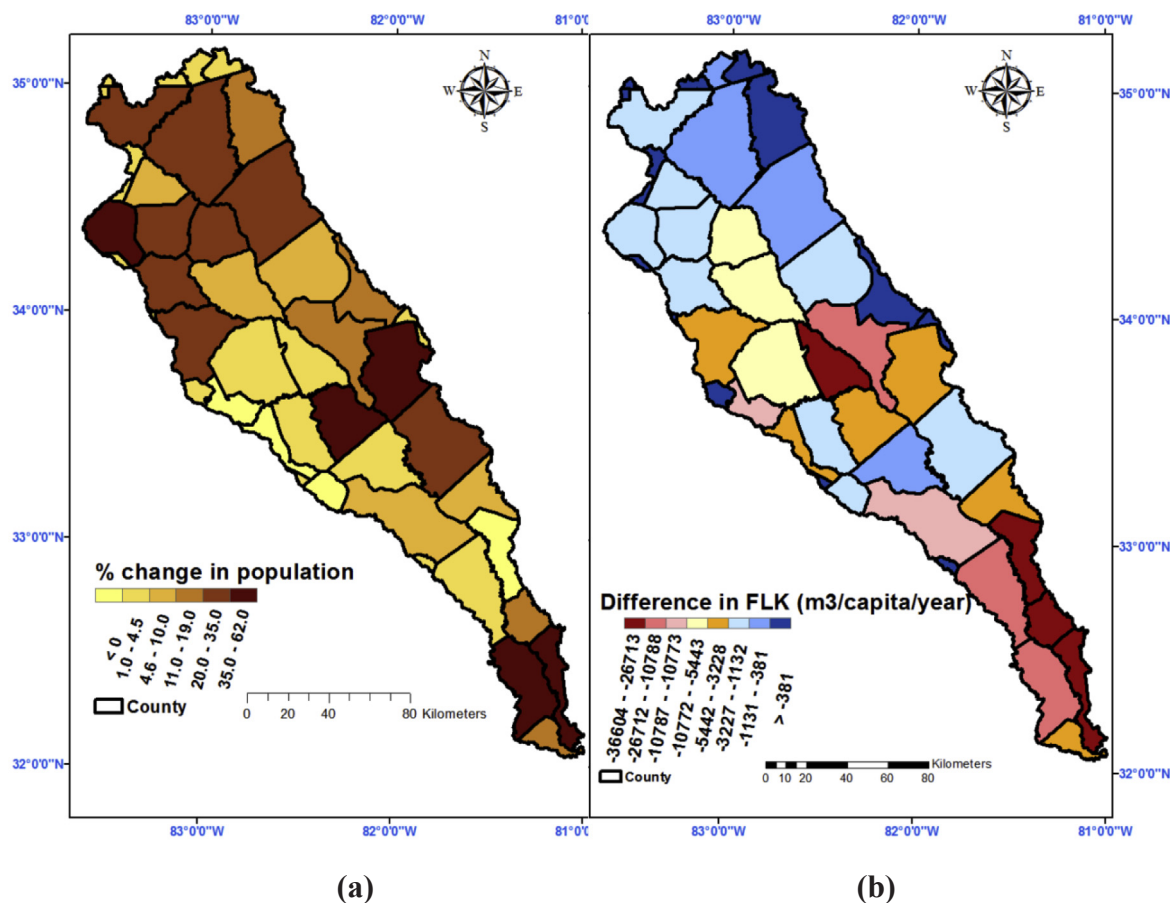 83°0'0"W 82°0'0"W 81°0'0"W
83°0'0"W 82°0'0"W 81°0'0"W
35°0'0"N
34°0'0"N
33°0'0"N
32°0'0"N
N
W E
S
% change in population
< 0
1.0 - 4.5
4.6 - 10.0
11.0 - 19.0
20.0 - 35.0
35.0 - 62.0
County
0 20 40 80 Kilometers
83°0'0"W 82°0'0"W 81°0'0"W
N
W E
S
35°0'0"N
34°0'0"N
33°0'0"N
32°0'0"N
Difference in FLK (m3/capita/year)
-36604 - -26713
-26712 - -10788
-10787 - -10773
-10772 - -5443
-5442 - -3228
-3227 - -1132
-1131 - -381
> -381
County
0 10 20 40 60 80 Kilometers
83°0'0"W 82°0'0"W 81°0'0"W
(a) (b)